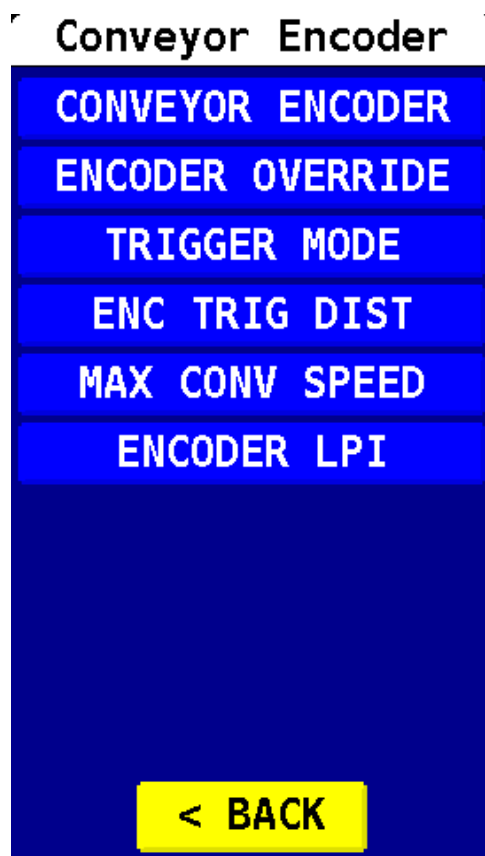 Conveyor Encoder
CONVEYOR ENCODER
ENCODER OVERRIDE
TRIGGER MODE
ENC TRIG DIST
MAX CONV SPEED
ENCODER LPI
< BACK